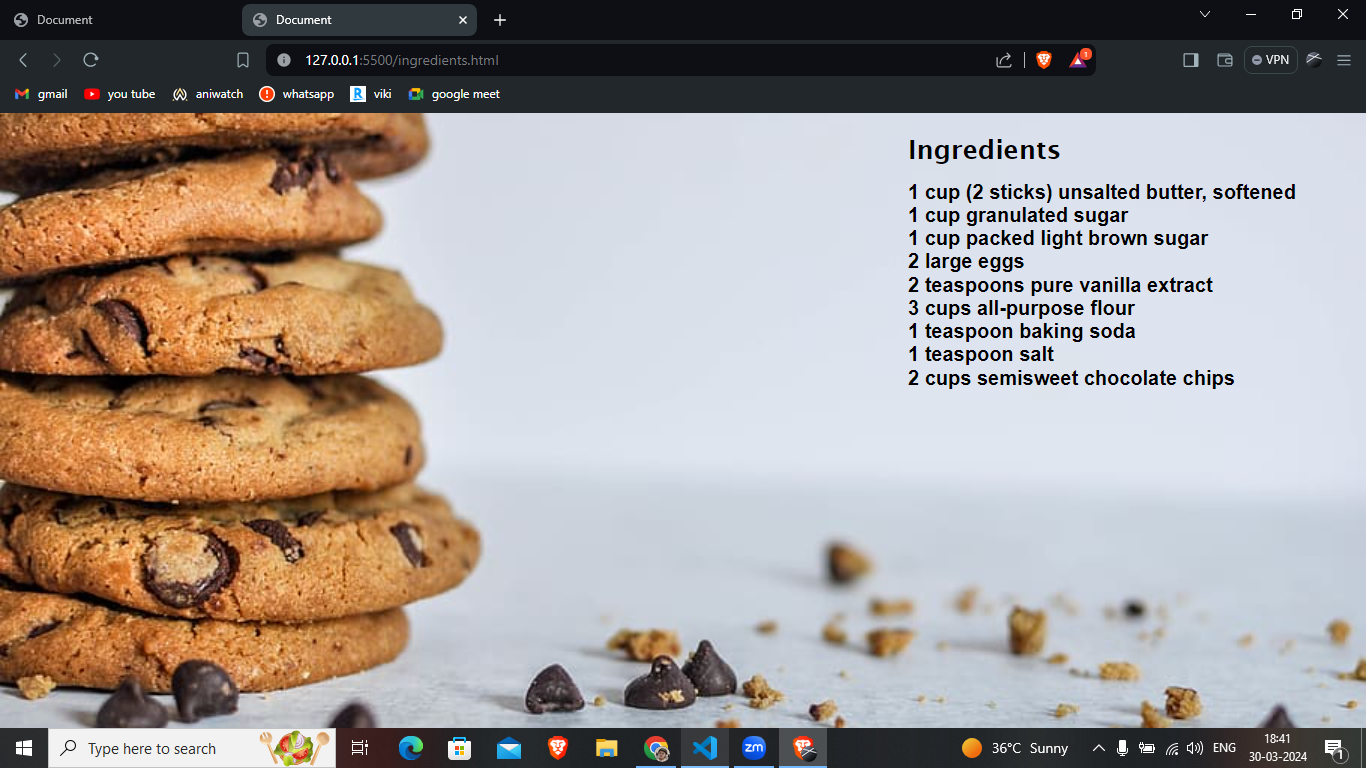 Document
Document
127.0.0.1:5500/ingredients.html
1
VPN
gmail
you tube
aniwatch
whatsapp
viki
google meet
Ingredients
1 cup (2 sticks) unsalted butter, softened
1 cup granulated sugar
1 cup packed light brown sugar
2 large eggs
2 teaspoons pure vanilla extract
3 cups all-purpose flour
1 teaspoon baking soda
1 teaspoon salt
2 cups semisweet chocolate chips
Type here to search
zm
36°C Sunny
ENG
18:41
30-03-2024
1